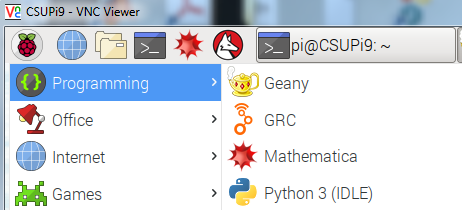 CSUPi9 - VNC Viewer
pi@CSUPi9: ~
Programming
Geany
Office
GRC
Internet
Mathematica
Games
Python 3 (IDLE)